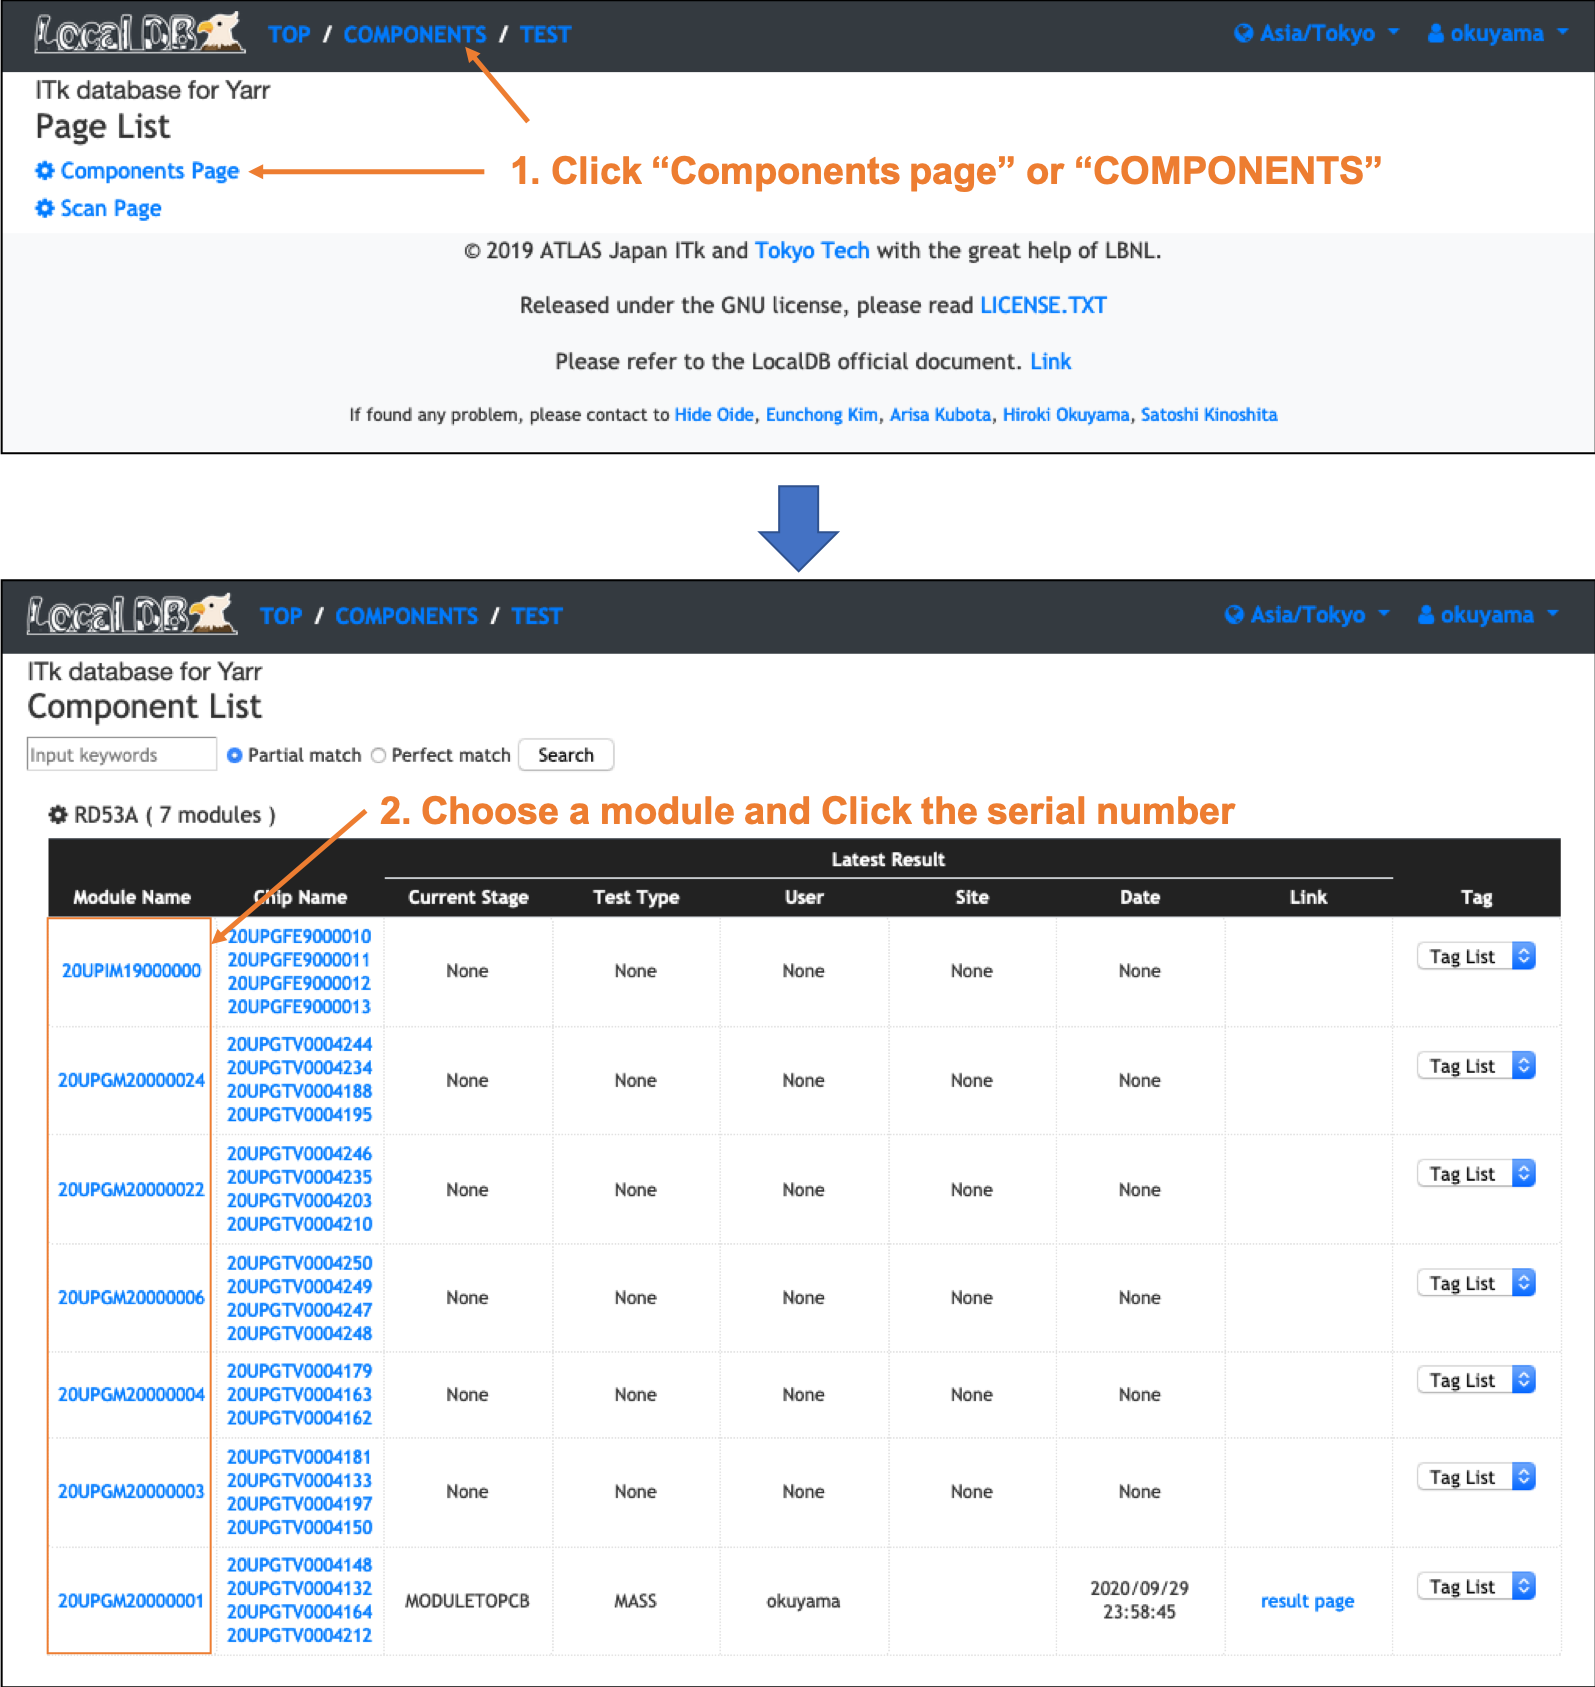 Local DB TOP / COMPONENTS / TEST Asia/Tokyo okuyama
ITk database for Yarr
Page List
Components Page
1. Click “Components page” or “COMPONENTS”
Scan Page
© 2019 ATLAS Japan ITk and Tokyo Tech with the great help of LBNL.
Released under the GNU license, please read LICENSE.TXT
Please refer to the LocalDB official document. Link
If found any problem, please contact to Hide Oide, Eunchong Kim, Arisa Kubota, Hiroki Okuyama, Satoshi Kinoshita
Local DB TOP / COMPONENTS / TEST Asia/Tokyo okuyama
ITk database for Yarr
Component List
Input keywords Partial match Perfect match Search
RD53A ( 7 modules )
2. Choose a module and Click the serial number
Latest Result
Module Name Chip Name Current Stage Test Type User Site Date Link Tag
20UPIM19000000
20UPGFE9000010
20UPGFE9000011
20UPGFE9000012
20UPGFE9000013
None None None None None Tag List
20UPGM20000024
20UPGTV0004244
20UPGTV0004234
20UPGTV0004188
20UPGTV0004195
None None None None None Tag List
20UPGM20000022
20UPGTV0004246
20UPGTV0004235
20UPGTV0004203
20UPGTV0004210
None None None None None Tag List
20UPGM20000006
20UPGTV0004250
20UPGTV0004249
20UPGTV0004247
20UPGTV0004248
None None None None None Tag List
20UPGM20000004
20UPGTV0004179
20UPGTV0004163
20UPGTV0004162
None None None None None Tag List
20UPGM20000003
20UPGTV0004181
20UPGTV0004133
20UPGTV0004197
20UPGTV0004150
None None None None None Tag List
20UPGM20000001
20UPGTV0004148
20UPGTV0004132
20UPGTV0004164
20UPGTV0004212
MODULETOPCB MASS okuyama
2020/09/29
23:58:45
result page Tag List